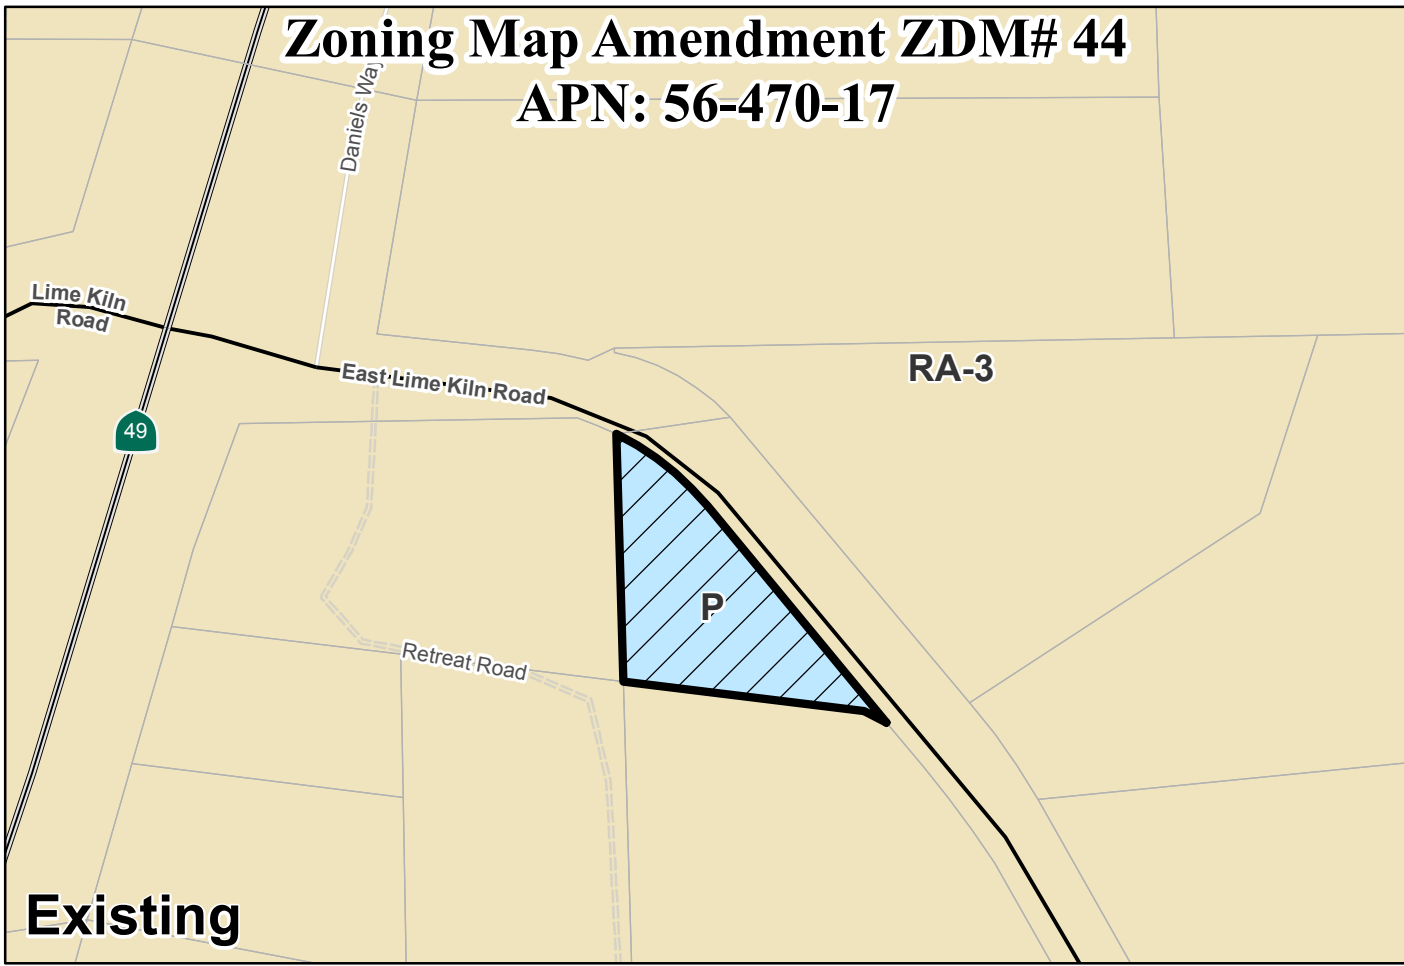 Zoning Map Amendment ZDM# 44
APN: 56-470-17
Daniels Way
Lime Kiln
Road
East Lime Kiln Road
RA-3
49
P
Retreat Road
Existing